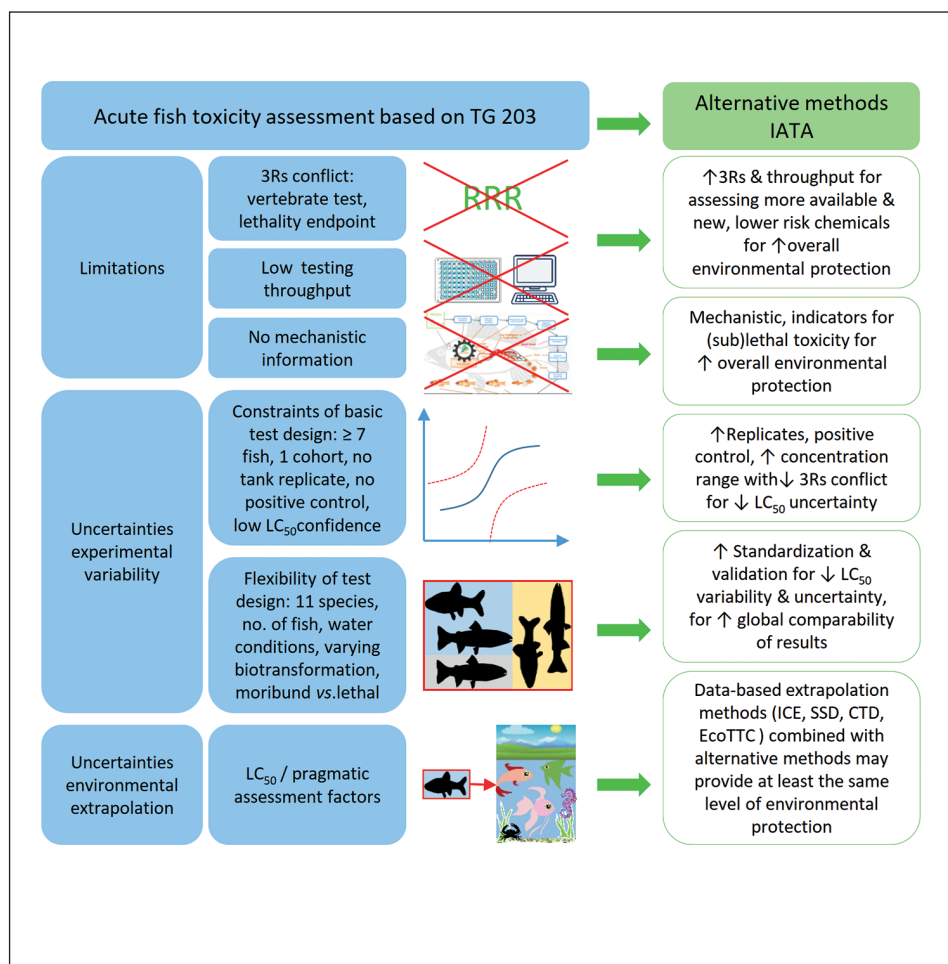 Acute fish toxicity assessment based on TG 203
Alternative methods
IATA
Limitations
3Rs conflict:
vertebrate test,
lethality endpoint
RRR
↑3Rs & throughput for
assessing more available &
new, lower risk chemicals
for ↑overall
environmental protection
Low testing
throughput
No mechanistic
information
Mechanistic, indicators for
(sub)lethal toxicity for
↑ overall environmental
protection
Uncertainties
experimental
variability
Constraints of basic
test design: ≥ 7
fish, 1 cohort, no
tank replicate, no
positive control,
low LC₅₀confidence
↑Replicates, positive
control, ↑ concentration
range with↓ 3Rs conflict
for ↓ LC₅₀ uncertainty
Flexibility of test
design: 11 species,
no. of fish, water
conditions, varying
biotransformation,
moribund vs.lethal
↑ Standardization &
validation for ↓ LC₅₀
variability & uncertainty,
for ↑ global comparability
of results
Uncertainties
environmental
extrapolation
LC₅₀ / pragmatic
assessment factors
Data-based extrapolation
methods (ICE, SSD, CTD,
EcoTTC ) combined with
alternative methods may
provide at least the same
level of environmental
protection